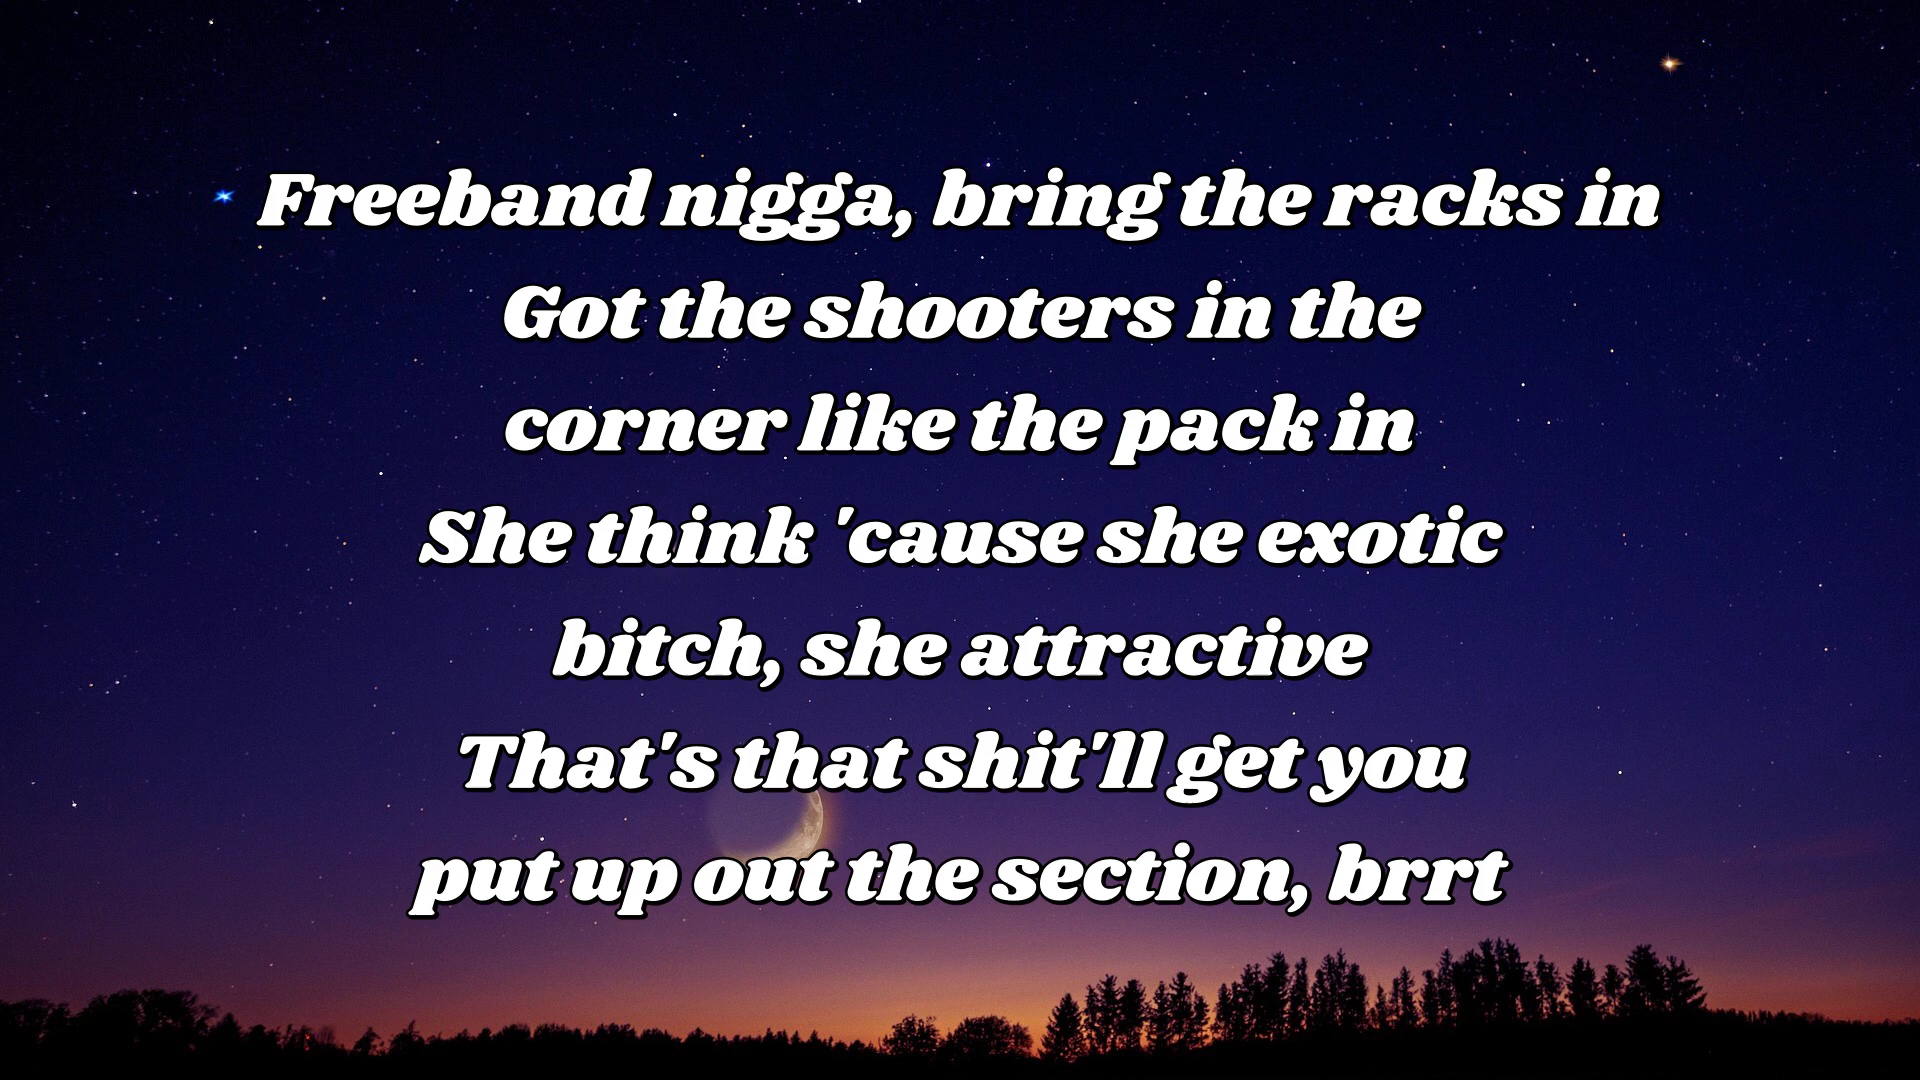 Freeband nigga, bring the racks in
Got the shooters in the
corner like the pack in
She think 'cause she exotic
bitch, she attractive
That's that shit'll get you
put up out the section, brrt